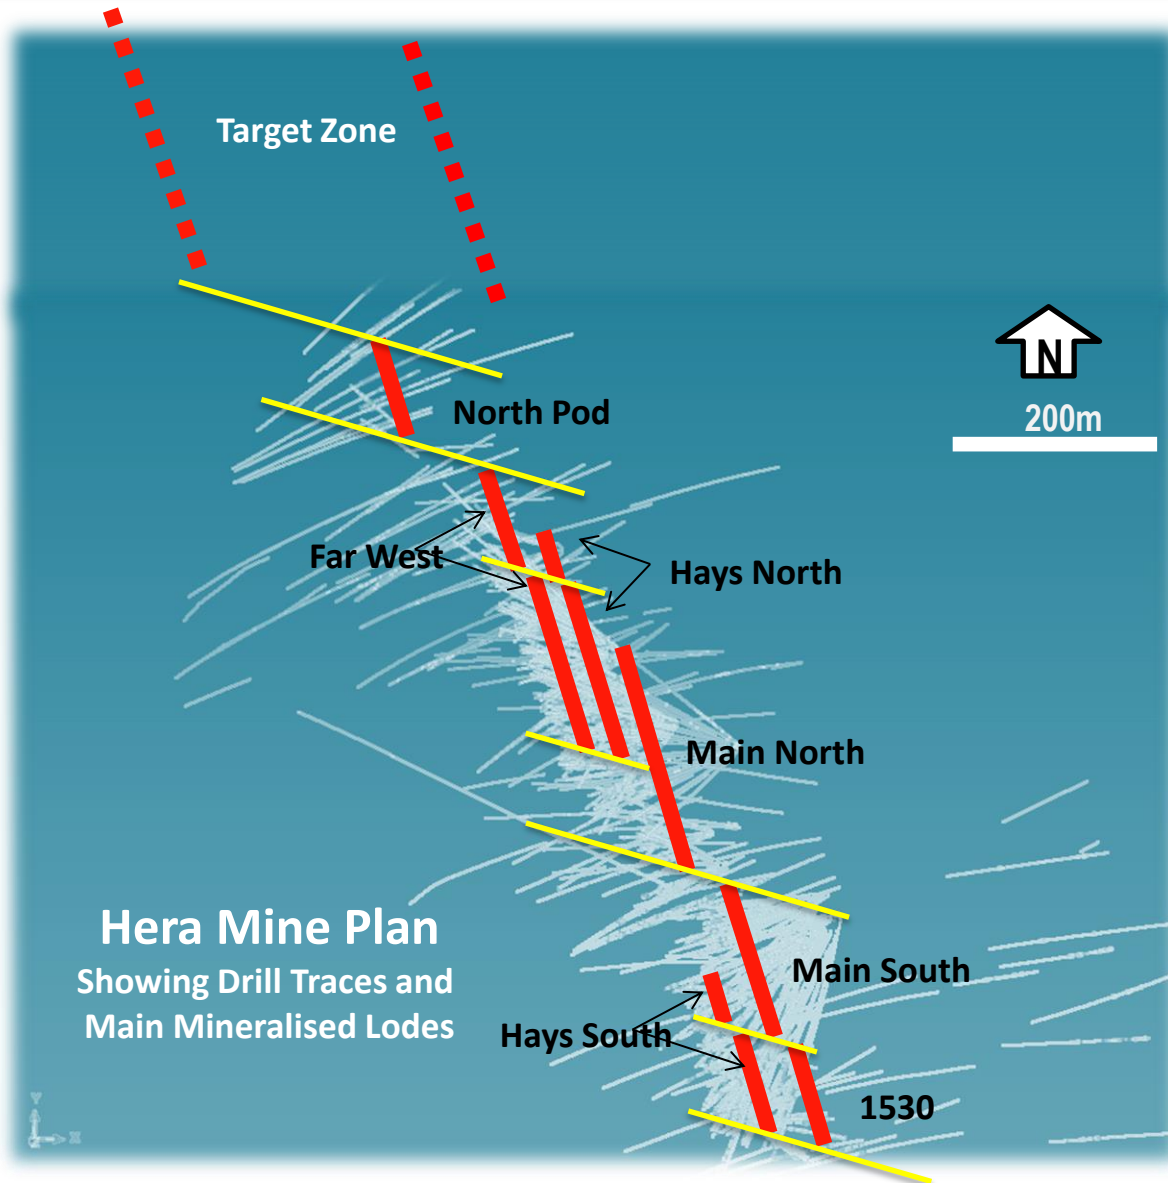 Target Zone
N
200m
North Pod
Far West
Hays North
Main North
Hera Mine Plan
Showing Drill Traces and
Main Mineralised Lodes
Main South
Hays South
1530
Y
X